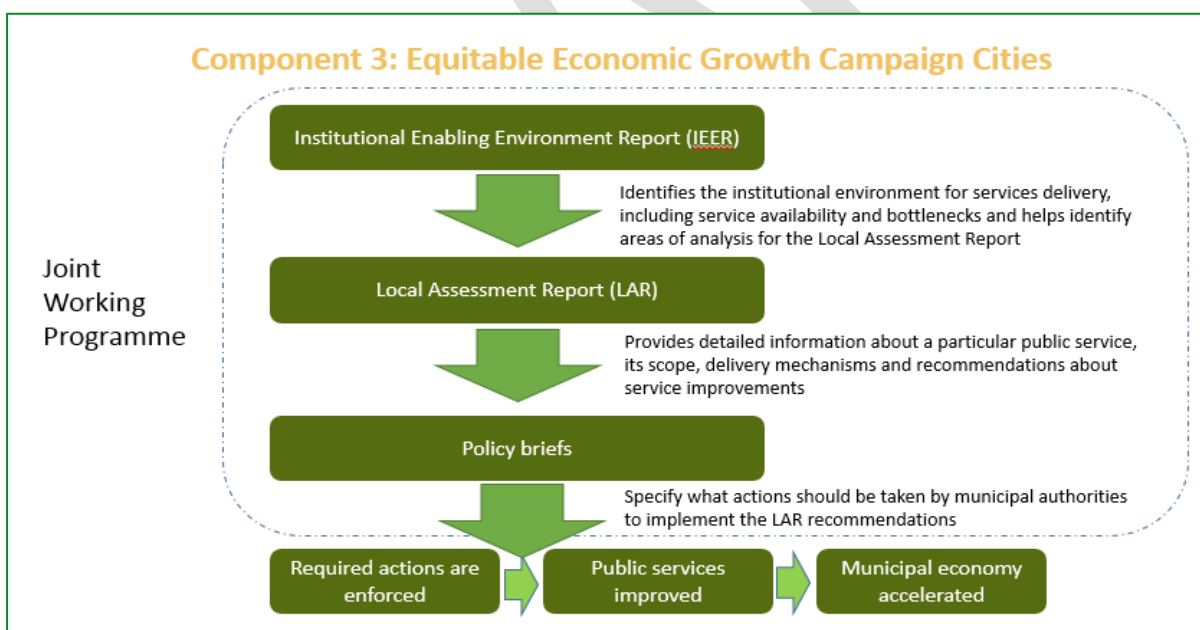 Component 3: Equitable Economic Growth Campaign Cities
Institutional Enabling Environment Report (IEER)
Identifies the institutional environment for services delivery,
including service availability and bottlenecks and helps identify
areas of analysis for the Local Assessment Report
Joint
Working
Programme
Local Assessment Report (LAR)
Provides detailed information about a particular public service,
its scope, delivery mechanisms and recommendations about
service improvements
Policy briefs
Specify what actions should be taken by municipal authorities
to implement the LAR recommendations
Required actions are
enforced
Public services
improved
Municipal economy
accelerated